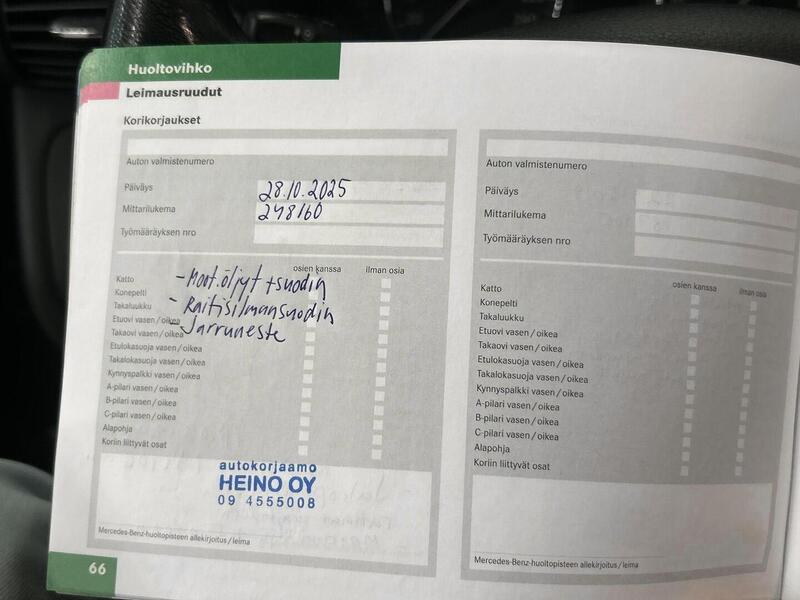 Huoltovihko
Leimausruudut
Korikorjaukset
Auton valmistenumero
Päiväys 28.10.2025
Mittarilukema 248160
Työmääräyksen nro
osien kanssa ilman osia
Katto
Konepelti
Takaluukku
Etuovi vasen / oikea
Takaovi vasen / oikea
Etulokasuoja vasen / oikea
Takalokasuoja vasen / oikea
Kynnyspalkki vasen / oikea
A-pilari vasen / oikea
B-pilari vasen / oikea
C-pilari vasen / oikea
Alapohja
Koriin liittyvät osat
- Moot.öljyt + suodin
- Raitisilmansuodin
- Jarruneste
autokorjaamo
HEINO OY
09 4555008
Mercedes-Benz-huoltopisteen allekirjoitus / leima
66
Auton valmistenumero
Päiväys
Mittarilukema
Työmääräyksen nro
osien kanssa ilman osia
Katto
Konepelti
Takaluukku
Etuovi vasen / oikea
Takaovi vasen / oikea
Etulokasuoja vasen / oikea
Takalokasuoja vasen / oikea
Kynnyspalkki vasen / oikea
A-pilari vasen / oikea
B-pilari vasen / oikea
C-pilari vasen / oikea
Alapohja
Koriin liittyvät osat
Mercedes-Benz-huoltopisteen allekirjoitus / leima